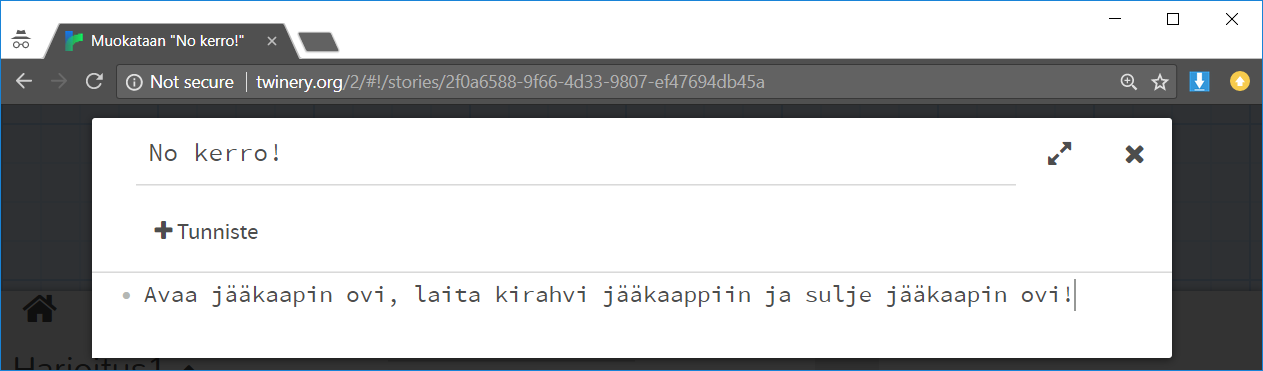 Muokataan "No kerro!"
Not secure twinery.org/2/#!/stories/2f0a6588-9f66-4d33-9807-ef47694db45a
No kerro!
Tunniste
Avaa jääkaapin ovi, laita kirahvi jääkaappiin ja sulje jääkaapin ovi!
Harjoitus1